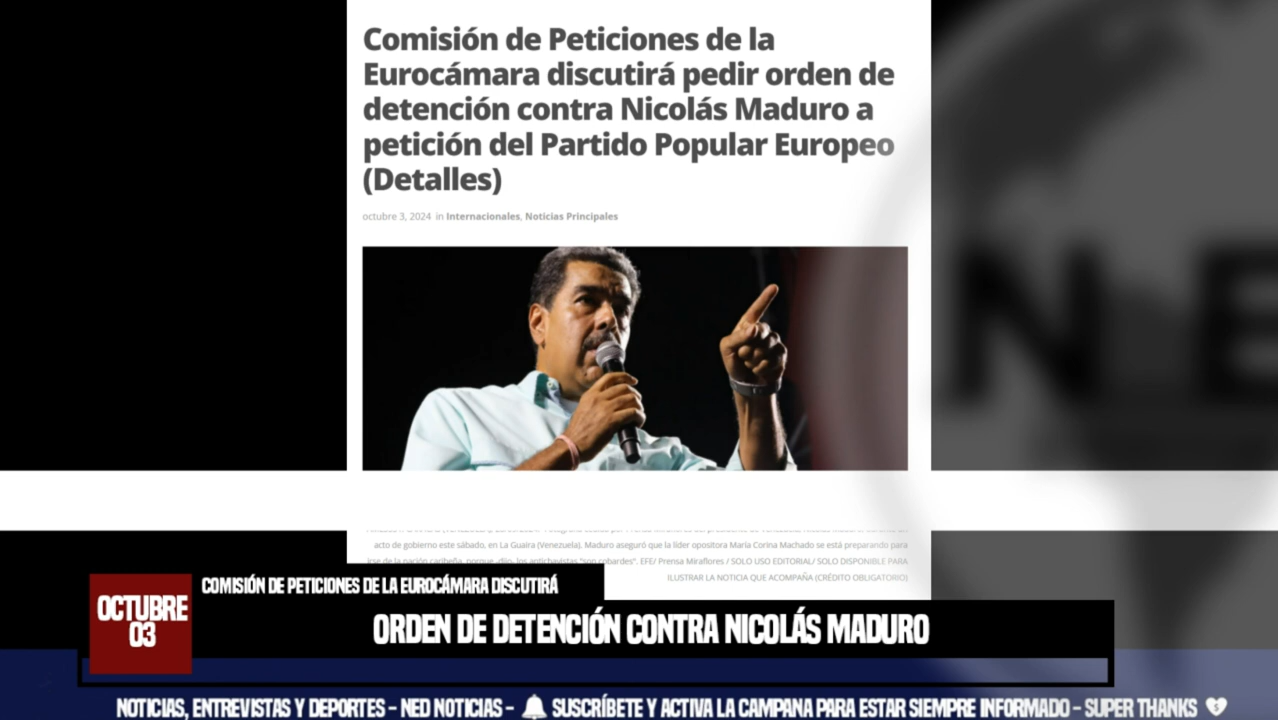 Comisión de Peticiones de la
Eurocámara discutirá pedir orden de
detención contra Nicolás Maduro a
petición del Partido Popular Europeo
(Detalles)
octubre 3, 2024 in Internacionales, Noticias Principales
N E
acto de gobierno este sábado, en La Guaira (Venezuela). Maduro aseguró que la líder opositora María Corina Machado se está preparando para
irse de la nación caribeña, porque -dijo- los antichavistas "son cobardes". EFE/ Prensa Miraflores / SOLO USO EDITORIAL/ SOLO DISPONIBLE PARA
ILUSTRAR LA NOTICIA QUE ACOMPAÑA (CRÉDITO OBLIGATORIO)
COMISIÓN DE PETICIONES DE LA EUROCÁMARA DISCUTIRÁ
OCTUBRE
03
ORDEN DE DETENCIÓN CONTRA NICOLÁS MADURO
NOTICIAS, ENTREVISTAS Y DEPORTES - NED NOTICIAS - SUSCRÍBETE Y ACTIVA LA CAMPANA PARA ESTAR SIEMPRE INFORMADO - SUPER THANKS